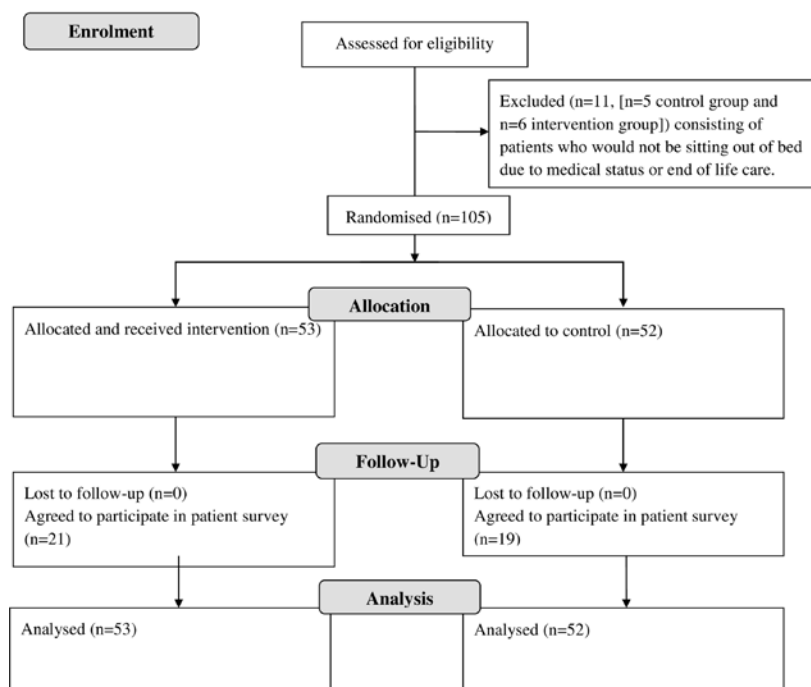 Enrolment
Assessed for eligibility
Excluded (n=11, [n=5 control group and
n=6 intervention group]) consisting of
patients who would not be sitting out of bed
due to medical status or end of life care.
Randomised (n=105)
Allocation
Allocated and received intervention (n=53)
Allocated to control (n=52)
Follow-Up
Lost to follow-up (n=0)
Agreed to participate in patient survey
(n=21)
Lost to follow-up (n=0)
Agreed to participate in patient survey
(n=19)
Analysis
Analysed (n=53)
Analysed (n=52)